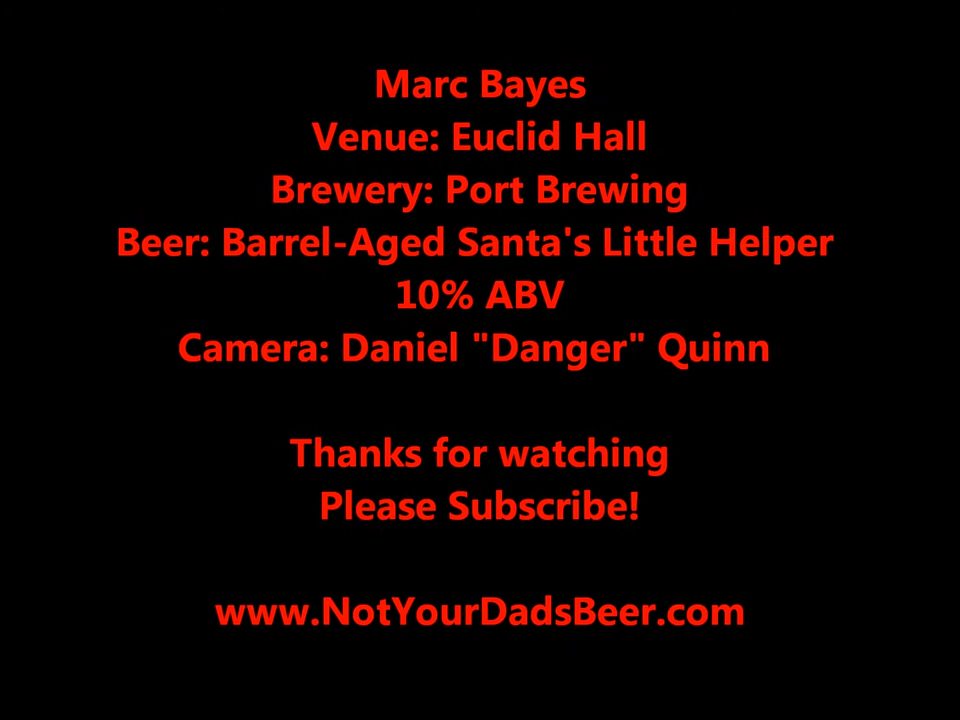 Marc Bayes
Venue: Euclid Hall
Brewery: Port Brewing
Beer: Barrel-Aged Santa's Little Helper
10% ABV
Camera: Daniel "Danger" Quinn
Thanks for watching
Please Subscribe!
www.NotYourDadsBeer.com